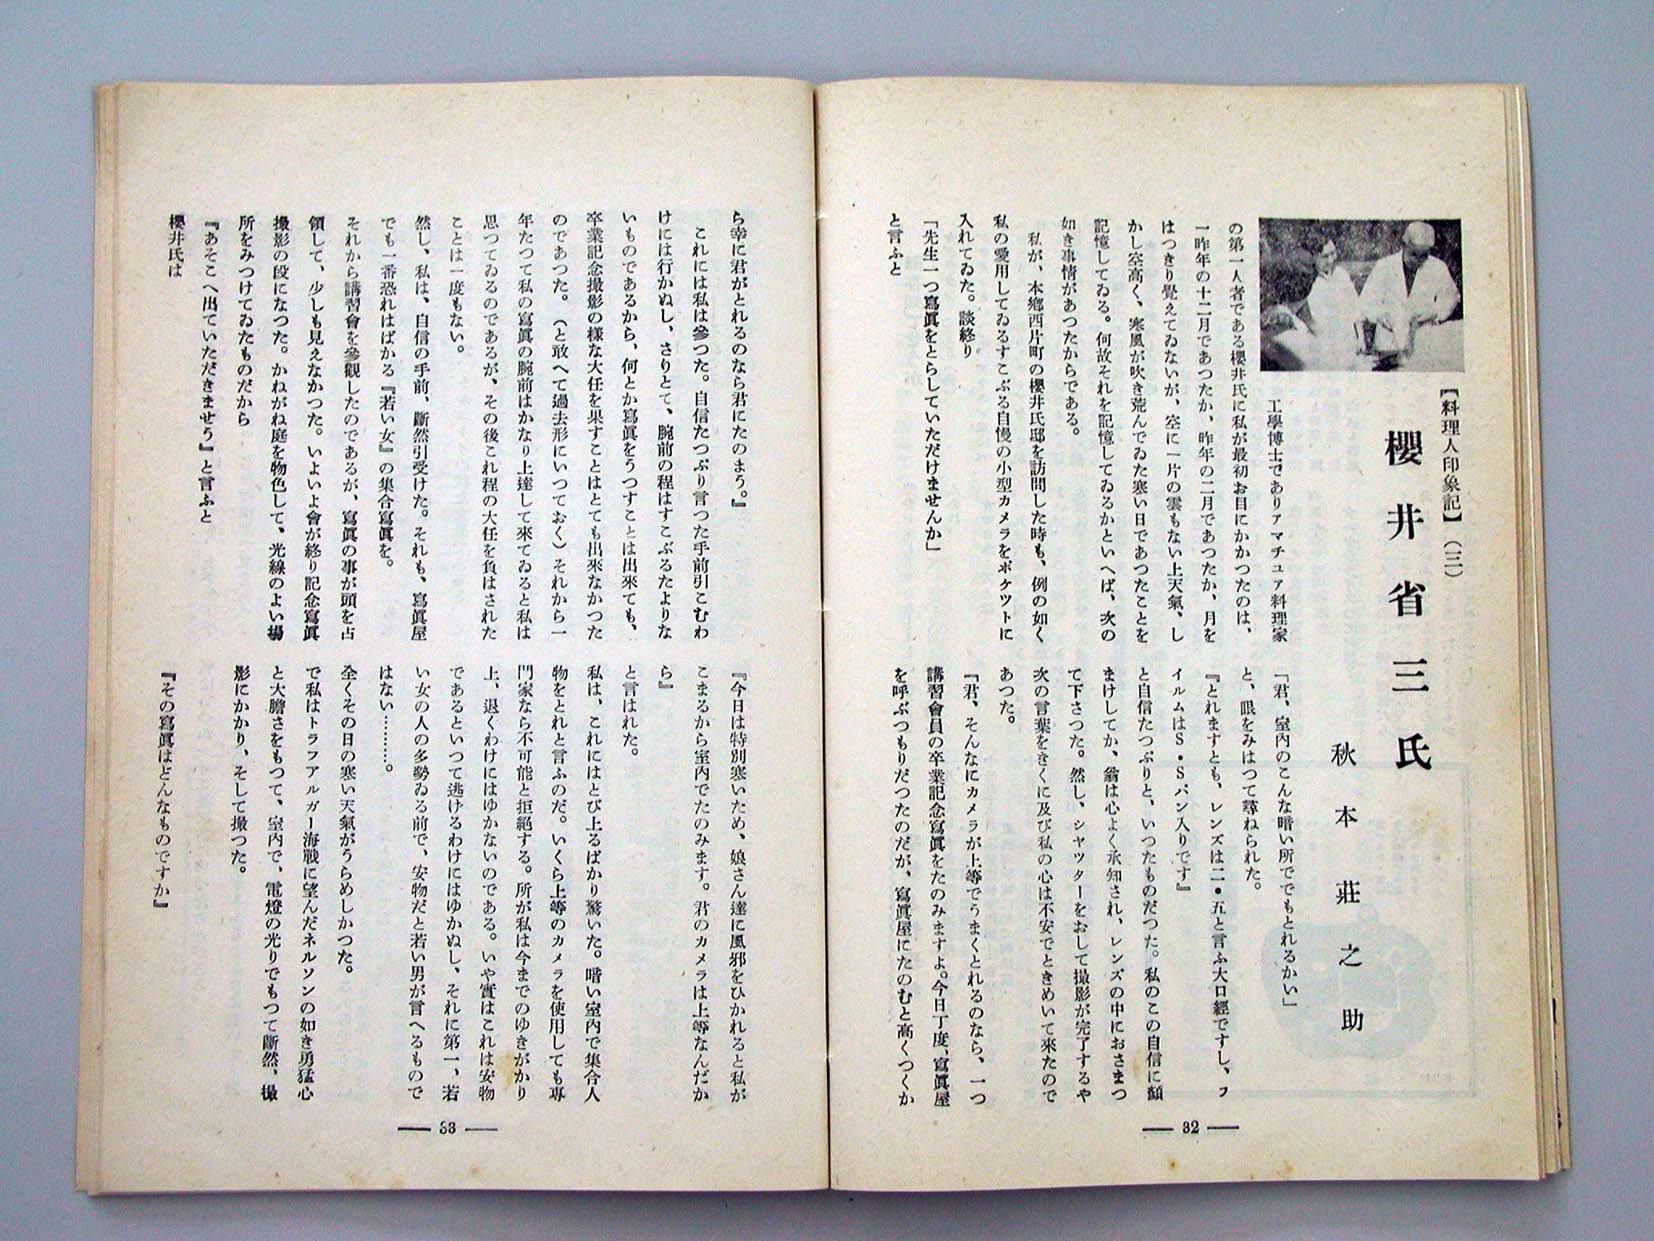 【料理人印象記】(三)
櫻井省三氏
秋本莊之助
工學博士でありアマチュア料理家
の第一人者である櫻井氏に私が最初お目にかかつたのは、
一昨年の十二月であつたか、昨年の二月であつたか、月を
はつきり覺えてゐないが、空に一片の雲もない上天氣、し
かし空高く、寒風が吹き荒んでゐた寒い日であつたことを
記憶してゐる。何故それを記憶してゐるかといへば、次の
如き事情があつたからである。
私が、本鄕西片町の櫻井氏邸を訪問した時も、例の如く
私の愛用してゐるすこぶる自慢の小型カメラをポケツトに
入れてゐた。談終り
「先生一つ寫眞をとらしていただけませんか」
と言ふと
「君、室內のこんな暗い所ででもとれるかい」
と、眼をみはつて尋ねられた。
『とれますとも、レンズは二・五と言ふ大口經ですし、フ
イルムはS・Sパン入りです』
と自信たつぷりと、いつたものだつた。私のこの自信に顏
まけしてか、翁は心よく承知され、レンズの中におさまつ
て下さつた。然し、シヤツターをおして撮影が完了するや
次の言葉をきくに及び私の心は不安でときめいて來たので
あつた。
『君、そんなにカメラが上等でうまくとれるのなら、一つ
講習會員の卒業記念寫眞をたのみますよ。今日丁度、寫眞屋
を呼ぶつもりだつたのだが、寫眞屋にたのむと高くつくか
32
ら幸に君がとれるのなら君にたのまう。』
これには私は參つた。自信たつぷり言つた手前引こむわ
けには行かぬし、さりとて、腕前の程はすこぶるたよりな
いものであるから、何とか寫眞をうつすことは出來ても、
卒業記念撮影の樣な大任を果すことはとても出來なかつた
のであつた。(と敢へて過去形にいつておく)それから一
年たつて私の寫眞の腕前はかなり上達して來てゐると私は
思つてゐるのであるが、その後これ程の大任を負はされた
ことは一度もない。
然し、私は、自信の手前、斷然引受けた。それも、寫眞屋
でも一番恐れはばかる『若い女』の集合寫眞を。
それから講習會を參觀したのであるが、寫眞の事が頭を占
領して、少しも見えなかつた。いよいよ會が終り記念寫眞
撮影の段になつた。かねがね庭を物色して、光線のよい場
所をみつけてゐたものだから
『あそこへ出ていただきませう』と言ふと
櫻井氏は
『今日は特別寒いため、娘さん達に風邪をひかれると私が
こまるから室內でたのみます。君のカメラは上等なんだか
ら』
と言はれた。
私は、これにはとび上るばかり驚いた。暗い室內で集合人
物をとれと言ふのだ。いくら上等のカメラを使用しても專
門家なら不可能と拒絕する。所が私は今までのゆきがかり
上、退くわけにはゆかないのである。いや實はこれは安物
であるといつて逃げるわけにはゆかぬし、それに第一、若
い女の人の多勢ゐる前で、安物だと若い男が言へるもので
はない…………。
全くその日の寒い天氣がうらめしかつた。
で私はトラフアルガー海戰に望んだネルソンの如き勇猛心
と大膽さをもつて、室內で、電燈の光りでもつて斷然、撮
影にかかり、そして撮つた。
『その寫眞はどんなものですか』
33